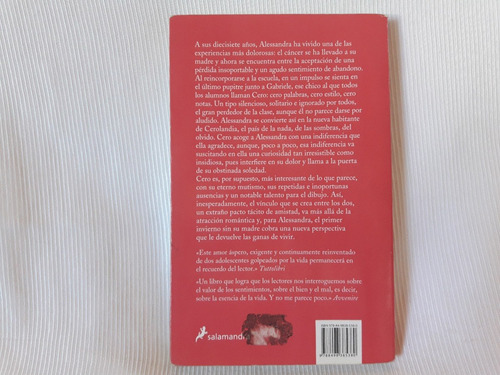 A sus diecisiete años, Alessandra ha vivido una de las
experiencias más dolorosas: el cáncer se ha llevado a
su madre y ahora se encuentra entre la aceptación de una
pérdida insoportable y un agudo sentimiento de abandono.
Al reincorporarse a la escuela, en un impulso se sienta en
el último pupitre junto a Gabriele, ese chico al que todos
los alumnos llaman Cero: cero palabras, cero estilo, cero
notas. Un tipo silencioso, solitario e ignorado por todos,
el gran perdedor de la clase, aunque él no parece darse por
aludido. Alessandra se convierte así en la nueva habitante
de Cerolandia, el país de la nada, de las sombras, del
olvido. Cero acoge a Alessandra con una indiferencia que
ella agradece, aunque, poco a poco, esa indiferencia va
suscitando en ella una curiosidad tan irresistible como
insidiosa, pues interfiere en su dolor y llama a la puerta
de su obstinada soledad.
Cero es, por supuesto, más interesante de lo que parece,
con su eterno mutismo, sus repetidas e inoportunas
ausencias y un notable talento para el dibujo. Así,
inesperadamente, el vínculo que se crea entre los dos,
un extraño pacto tácito de amistad, va más allá de la
atracción romántica y, para Alessandra, el primer
invierno sin su madre cobra una nueva perspectiva
que le devuelve las ganas de vivir.
«Este amor áspero, exigente y continuamente reinventado
de dos adolescentes golpeados por la vida permanecerá
en el recuerdo del lector.» Tuttolibri
«Un libro que logra que los lectores nos interroguemos sobre
el valor de los sentimientos, sobre el bien y el mal, es decir,
sobre la esencia de la vida. Y no me parece poco.» Avvenire
salamand